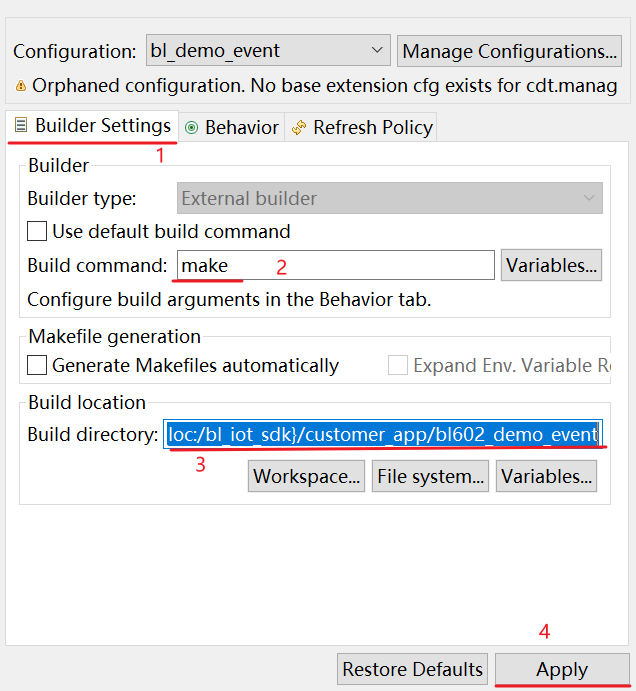 Configuration: bl_demo_event Manage Configurations...
Orphaned configuration. No base extension cfg exists for cdt.manag
Builder Settings Behavior Refresh Policy
1
Builder
Builder type: External builder
Use default build command
Build command: make 2 Variables...
Configure build arguments in the Behavior tab.
Makefile generation
Generate Makefiles automatically Expand Env. Variable R
Build location
Build directory: loc:/bl_iot_sdk}/customer_app/bl602_demo_event
3
Workspace... File system... Variables...
4
Restore Defaults Apply